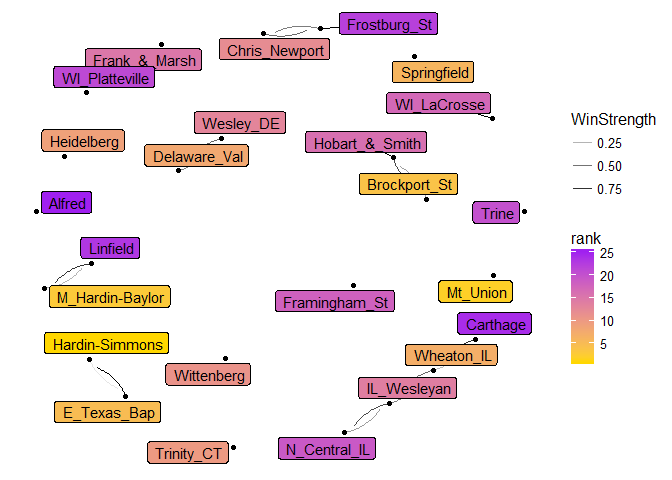 Frostburg_St
Chris_Newport
Frank_&_Marsh
WI_Platteville
Springfield
WI_LaCrosse
Wesley_DE
Heidelberg
Hobart_&_Smith
Delaware_Val
Brockport_St
Alfred
Trine
Linfield
M_Hardin-Baylor
Framingham_St
Mt_Union
Carthage
Hardin-Simmons
Wheaton_IL
Wittenberg
IL_Wesleyan
E_Texas_Bap
N_Central_IL
Trinity_CT
WinStrength
0.25
0.50
0.75
rank
25
20
15
10
5